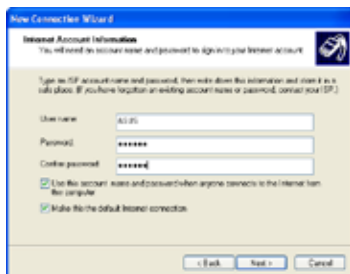 New Connection Wizard
Internet Account Information
You will need an account name and password to sign in to your Internet account.
Type an ISP account name and password, then write down this information and store it in a
safe place. (If you have forgotten an existing account name or password, contact your ISP.)
User name:
ASUS
Password:
••••••
Confirm password:
••••••
Use this account name and password when anyone connects to the Internet from
this computer
Make this the default Internet connection
< Back
Next >
Cancel